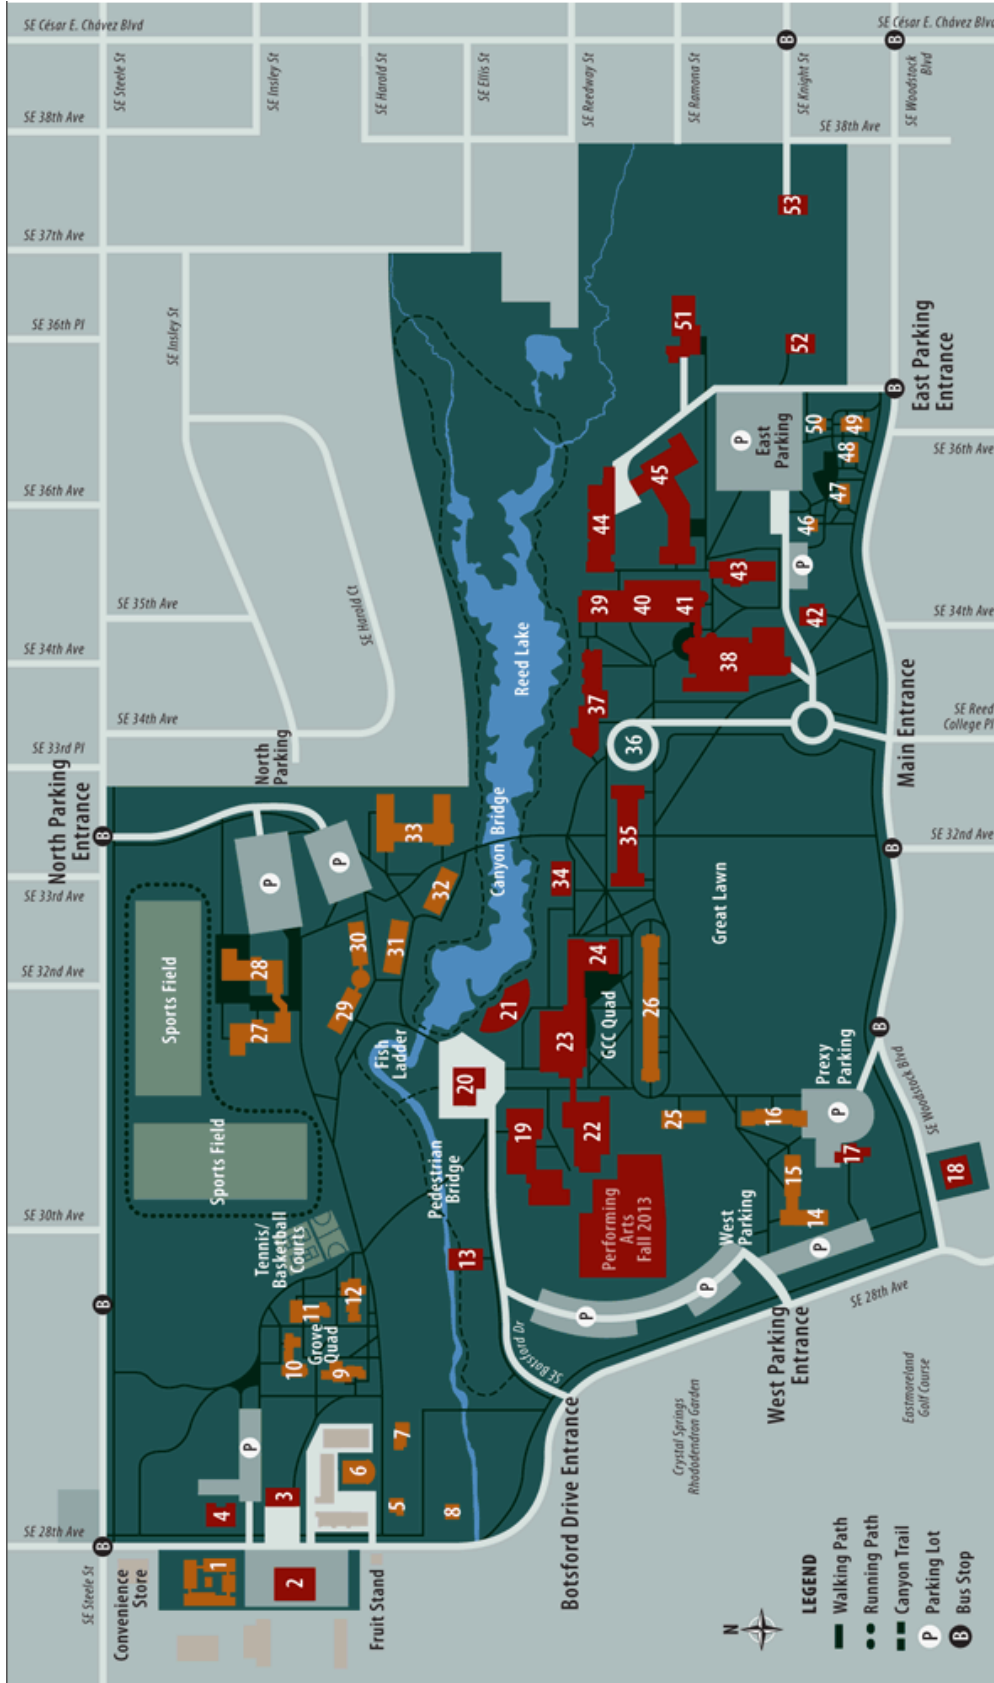 SE César E. Chávez Blvd
SE César E. Chávez Blvd
SE Steele St
SE Insley St
SE Harold St
SE Ellis St
SE Reedway St
SE Ramona St
SE Knight St
SE Woodstock
Blvd
B
B
SE 38th Ave
SE 38th Ave
53
SE 37th Ave
SE 36th Pl
SE Insley St
51
52
East Parking
Entrance
B
SE 36th Ave
SE 36th Ave
P
East
Parking
50
49
48
47
46
45
44
SE 35th Ave
SE Harold Ct
SE 34th Ave
SE 34th Ave
SE 34th Ave
Reed Lake
39
40
41
43
P
42
38
37
36
SE Reed
College Pl
Main Entrance
SE 33rd Pl
North Parking
Entrance
B
North
Parking
P
P
33
32
Canyon Bridge
34
35
B
SE 32nd Ave
SE 33rd Ave
SE 32nd Ave
Great Lawn
Sports Field
28
27
30
31
29
24
23
21
GCC Quad
26
Fish
Ladder
20
Prexy
Parking
P
B
SE Woodstock Blvd
Sports Field
Pedestrian
Bridge
19
22
25
16
15
17
14
18
SE 30th Ave
Tennis/
Basketball
Courts
13
Performing
Arts
Fall 2013
West
Parking
P
P
P
B
12
11
10
9
Grove
Quad
SE Botsford Dr
SE 28th Ave
West Parking
Entrance
Botsford Drive Entrance
Crystal Springs
Rhododendron Garden
Eastmoreland
Golf Course
P
7
6
5
8
3
4
SE 28th Ave
B
1
2
SE Steele St
Convenience
Store
Fruit Stand
N
LEGEND
Walking Path
Running Path
Canyon Trail
P Parking Lot
B Bus Stop